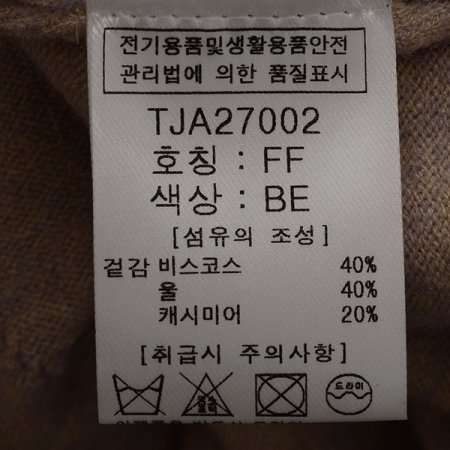 전기용품및생활용품안전
관리법에 의한 품질표시
TJA27002
호칭 : FF
색상 : BE
[섬유의 조성]
겉감 비스코스 40%
울 40%
캐시미어 20%
[취급시 주의사항]
드라이